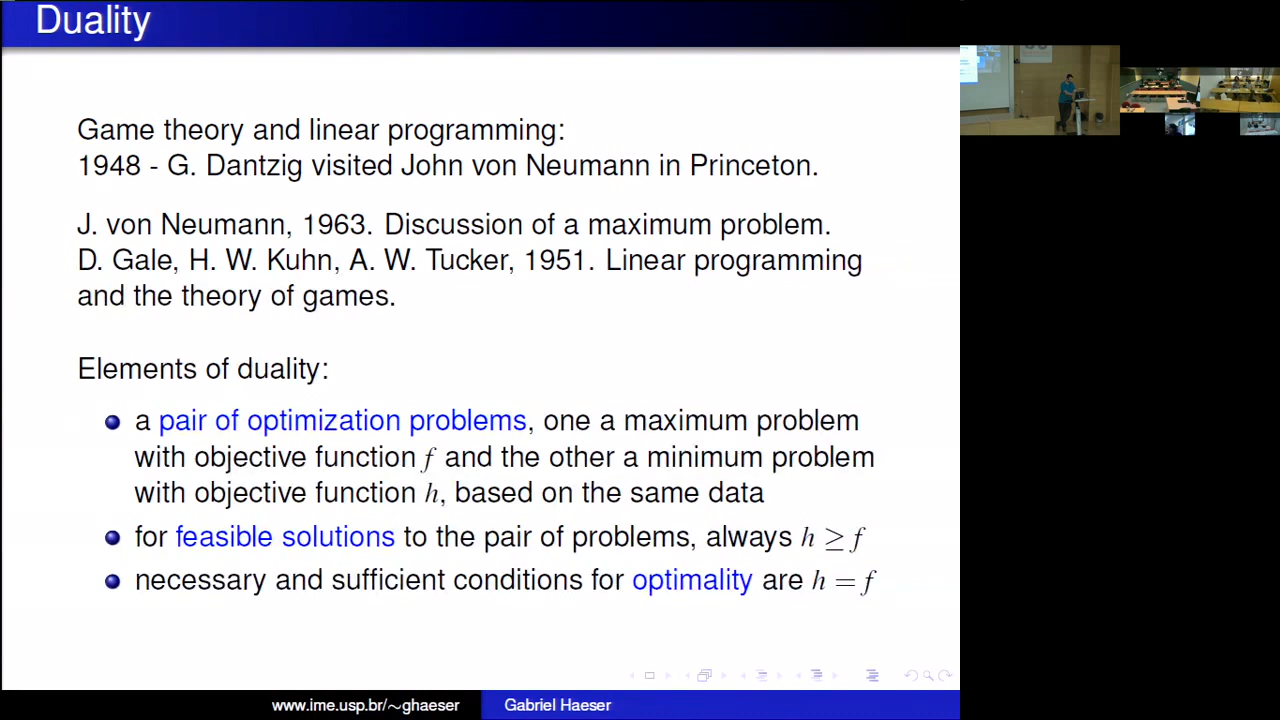 Duality
Game theory and linear programming:
1948 - G. Dantzig visited John von Neumann in Princeton.
J. von Neumann, 1963. Discussion of a maximum problem.
D. Gale, H. W. Kuhn, A. W. Tucker, 1951. Linear programming
and the theory of games.
Elements of duality:
a pair of optimization problems, one a maximum problem
with objective function f and the other a minimum problem
with objective function h, based on the same data
for feasible solutions to the pair of problems, always h ≥ f
necessary and sufficient conditions for optimality are h = f
www.ime.usp.br/~ghaeser
Gabriel Haeser